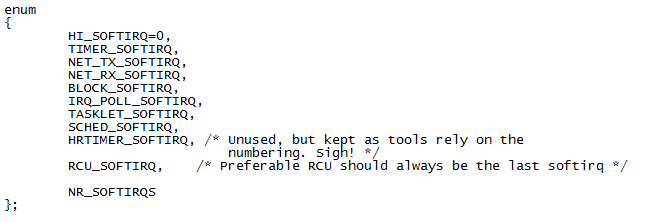 enum
{
        HI_SOFTIRQ=0,
        TIMER_SOFTIRQ,
        NET_TX_SOFTIRQ,
        NET_RX_SOFTIRQ,
        BLOCK_SOFTIRQ,
        IRQ_POLL_SOFTIRQ,
        TASKLET_SOFTIRQ,
        SCHED_SOFTIRQ,
        HRTIMER_SOFTIRQ, /* Unused, but kept as tools rely on the
                            numbering. Sigh! */
        RCU_SOFTIRQ,    /* Preferable RCU should always be the last softirq */

        NR_SOFTIRQS
};